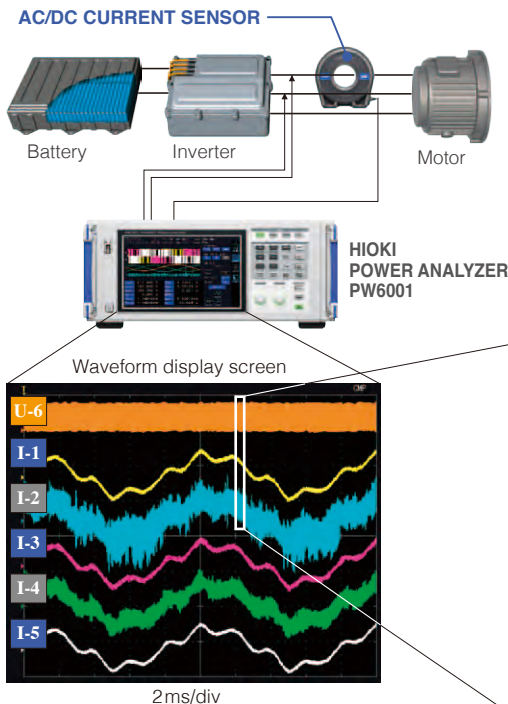 AC/DC CURRENT SENSOR
Battery
Inverter
Motor
HIOKI
POWER ANALYZER
PW6001
Waveform display screen
U-6
I-1
I-2
I-3
I-4
I-5
2ms/div